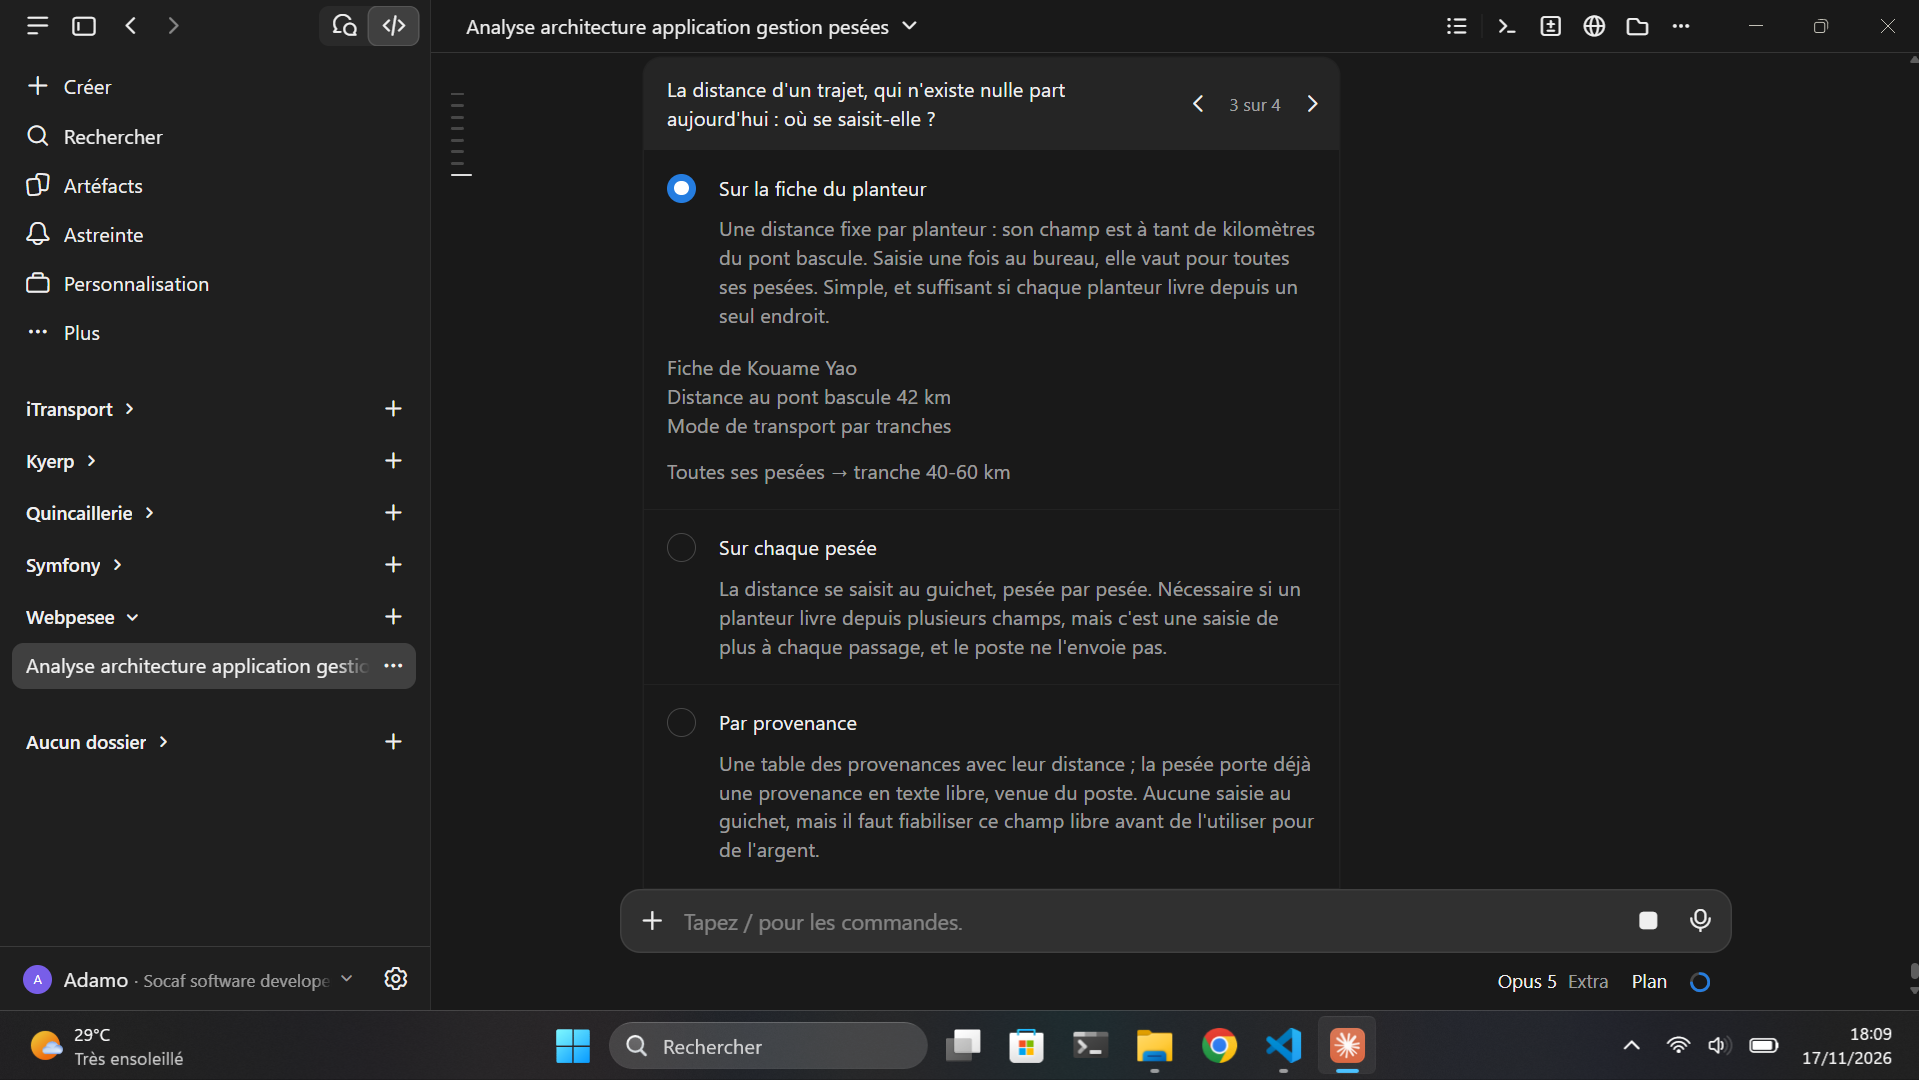 Analyse architecture application gestion pesées
Créer
Rechercher
Artéfacts
Astreinte
Personnalisation
Plus
iTransport
Kyerp
Quincaillerie
Symfony
Webpesee
Analyse architecture application gestio
Aucun dossier
A
Adamo · Socaf software develope
La distance d'un trajet, qui n'existe nulle part
aujourd'hui : où se saisit-elle ?
3 sur 4
Sur la fiche du planteur
Une distance fixe par planteur : son champ est à tant de kilomètres
du pont bascule. Saisie une fois au bureau, elle vaut pour toutes
ses pesées. Simple, et suffisant si chaque planteur livre depuis un
seul endroit.
Fiche de Kouame Yao
Distance au pont bascule 42 km
Mode de transport par tranches
Toutes ses pesées → tranche 40-60 km
Sur chaque pesée
La distance se saisit au guichet, pesée par pesée. Nécessaire si un
planteur livre depuis plusieurs champs, mais c'est une saisie de
plus à chaque passage, et le poste ne l'envoie pas.
Par provenance
Une table des provenances avec leur distance ; la pesée porte déjà
une provenance en texte libre, venue du poste. Aucune saisie au
guichet, mais il faut fiabiliser ce champ libre avant de l'utiliser pour
de l'argent.
Tapez / pour les commandes.
Opus 5 Extra Plan
29°C
Très ensoleillé
Rechercher
18:09
17/11/2026